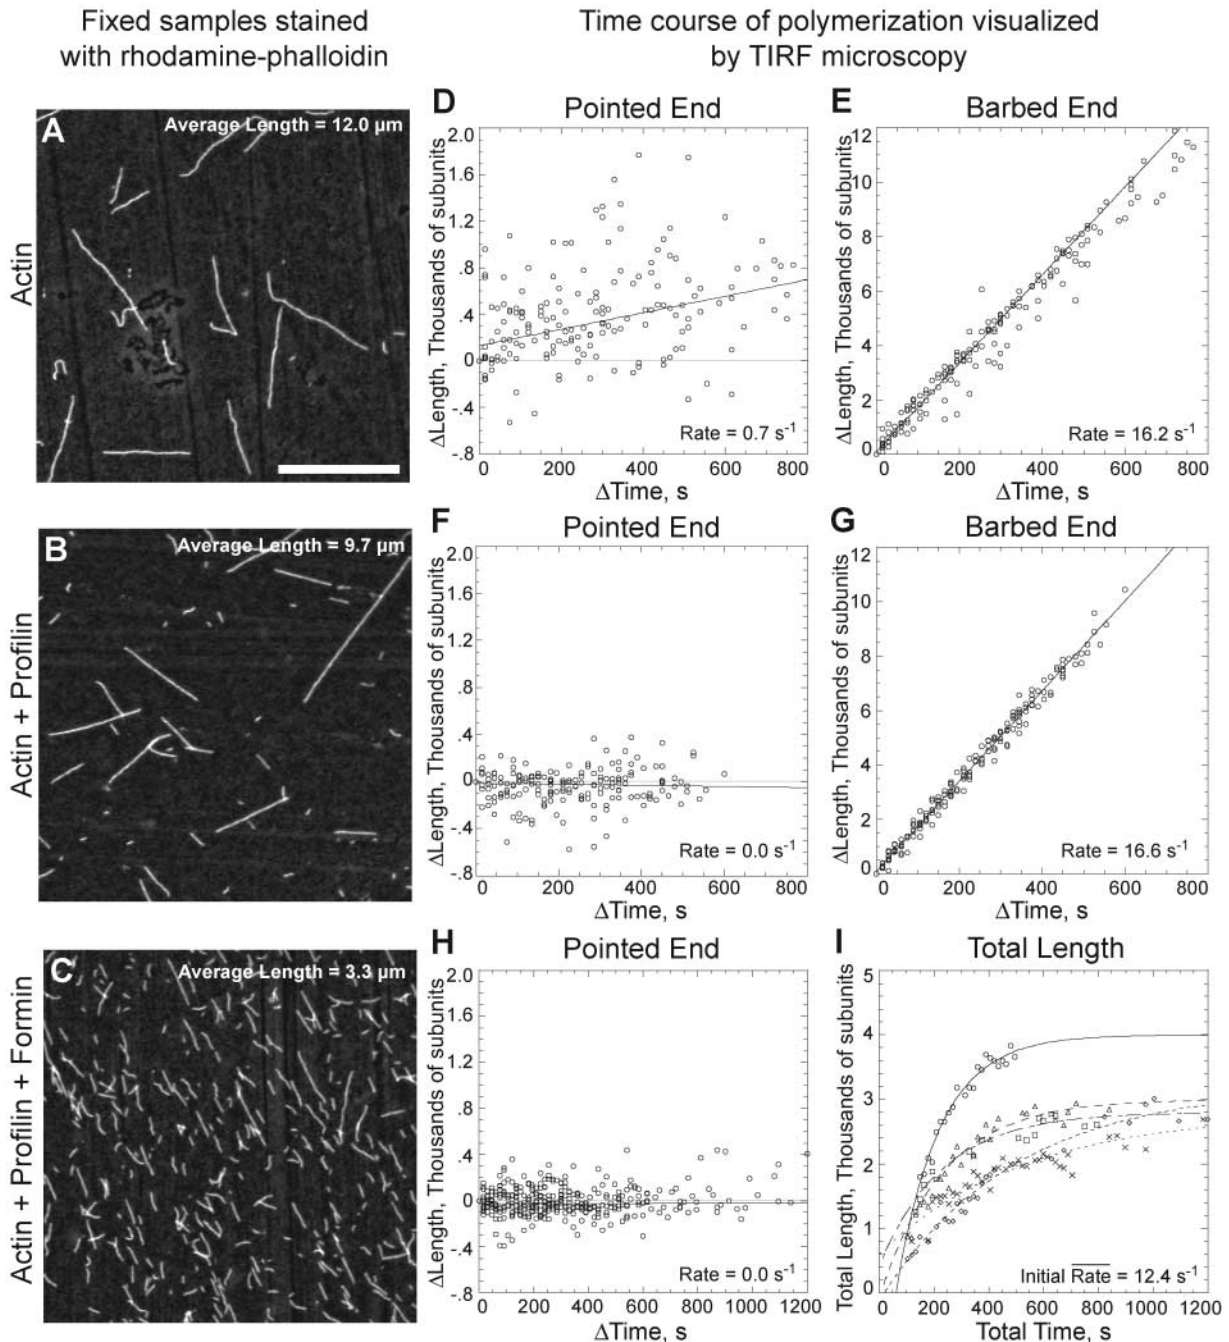 Fixed samples stained
with rhodamine-phalloidin
Time course of polymerization visualized
by TIRF microscopy
Actin
A
Average Length = 12.0 µm
D
Pointed End
ΔLength, Thousands of subunits
2.0
1.6
1.2
.8
.4
0
-.4
-.8
Rate = 0.7 s-1
0 200 400 600 800
ΔTime, s
E
Barbed End
ΔLength, Thousands of subunits
12
10
8
6
4
2
0
Rate = 16.2 s-1
0 200 400 600 800
ΔTime, s
Actin + Profilin
B
Average Length = 9.7 µm
F
Pointed End
ΔLength, Thousands of subunits
2.0
1.6
1.2
.8
.4
0
-.4
-.8
Rate = 0.0 s-1
0 200 400 600 800
ΔTime, s
G
Barbed End
ΔLength, Thousands of subunits
12
10
8
6
4
2
0
Rate = 16.6 s-1
0 200 400 600 800
ΔTime, s
Actin + Profilin + Formin
C
Average Length = 3.3 µm
H
Pointed End
ΔLength, Thousands of subunits
2.0
1.6
1.2
.8
.4
0
-.4
-.8
Rate = 0.0 s-1
0 200 400 600 800 1000 1200
ΔTime, s
I
Total Length
Total Length, Thousands of subunits
5
4
3
2
1
0
Initial Rate = 12.4 s-1
0 200 400 600 800 1000 1200
Total Time, s